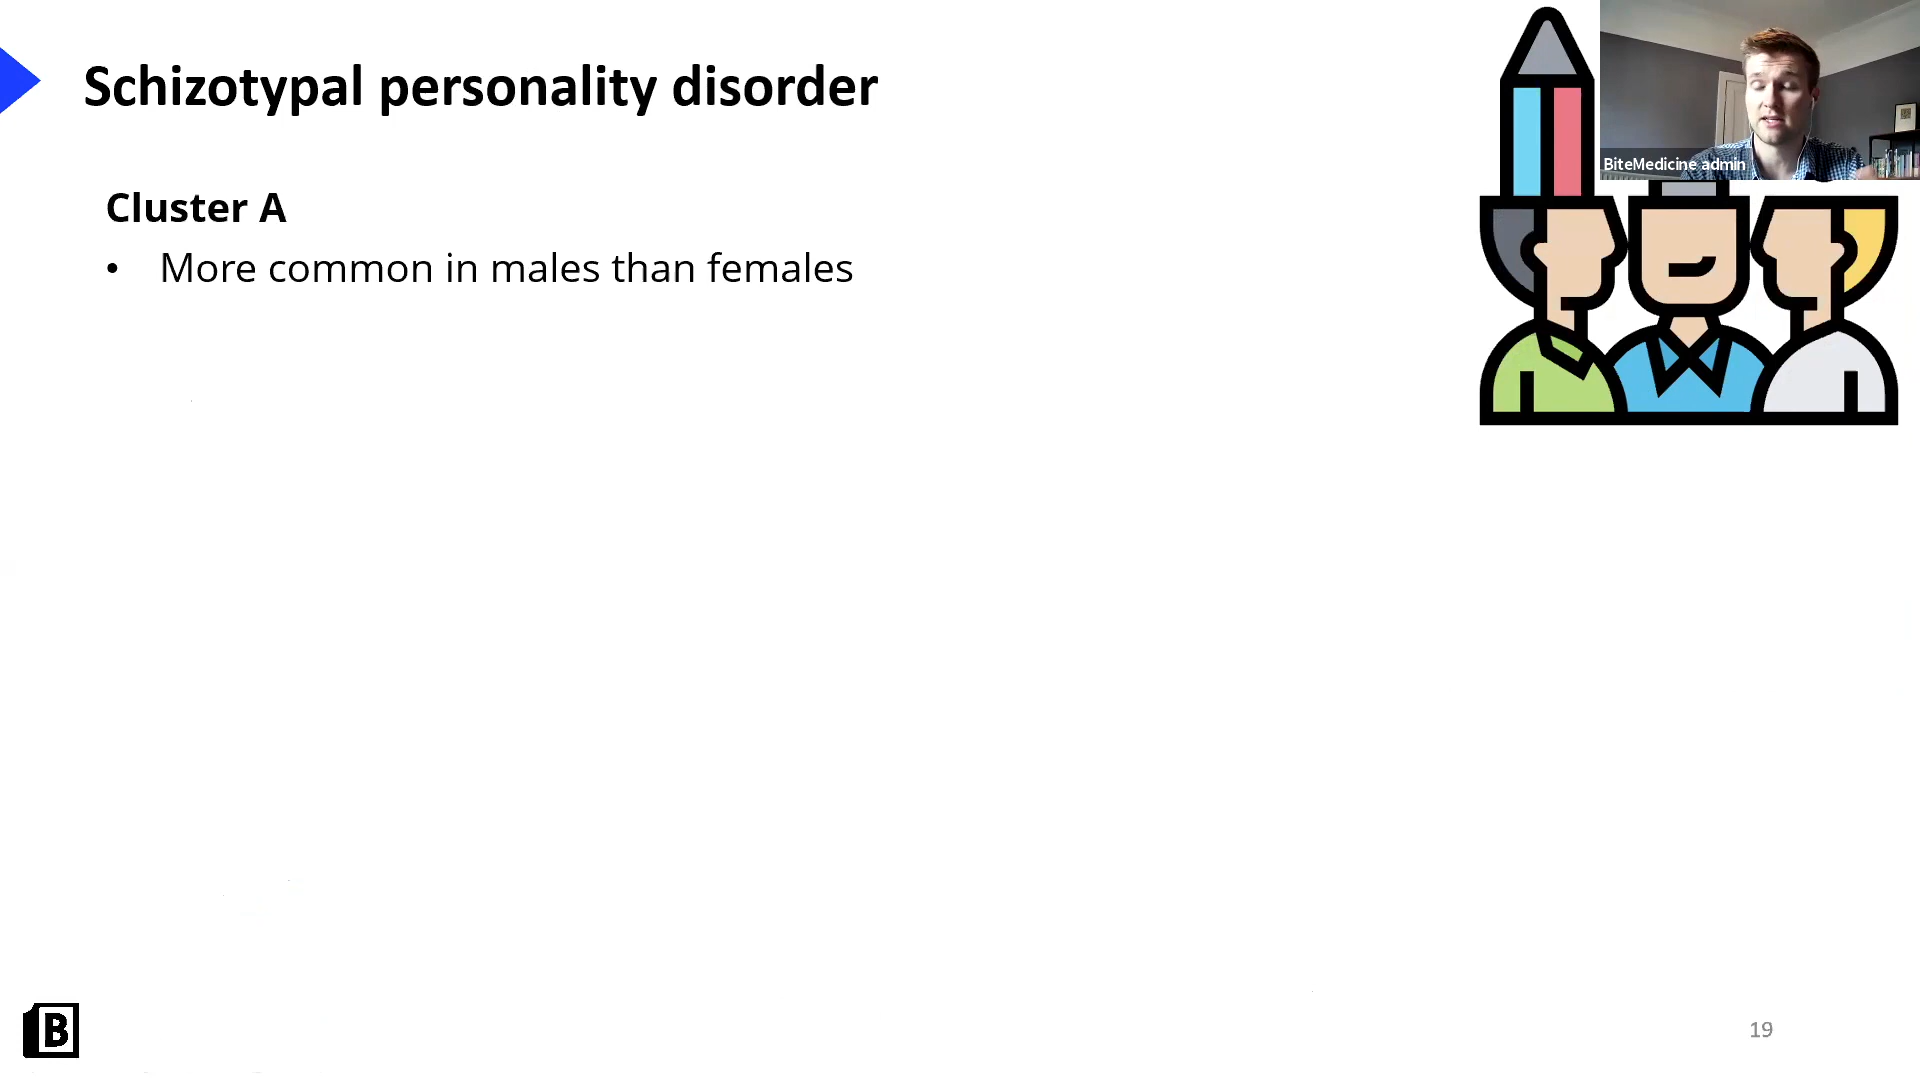 Schizotypal personality disorder
BiteMedicine admin
Cluster A
• More common in males than females
B
19